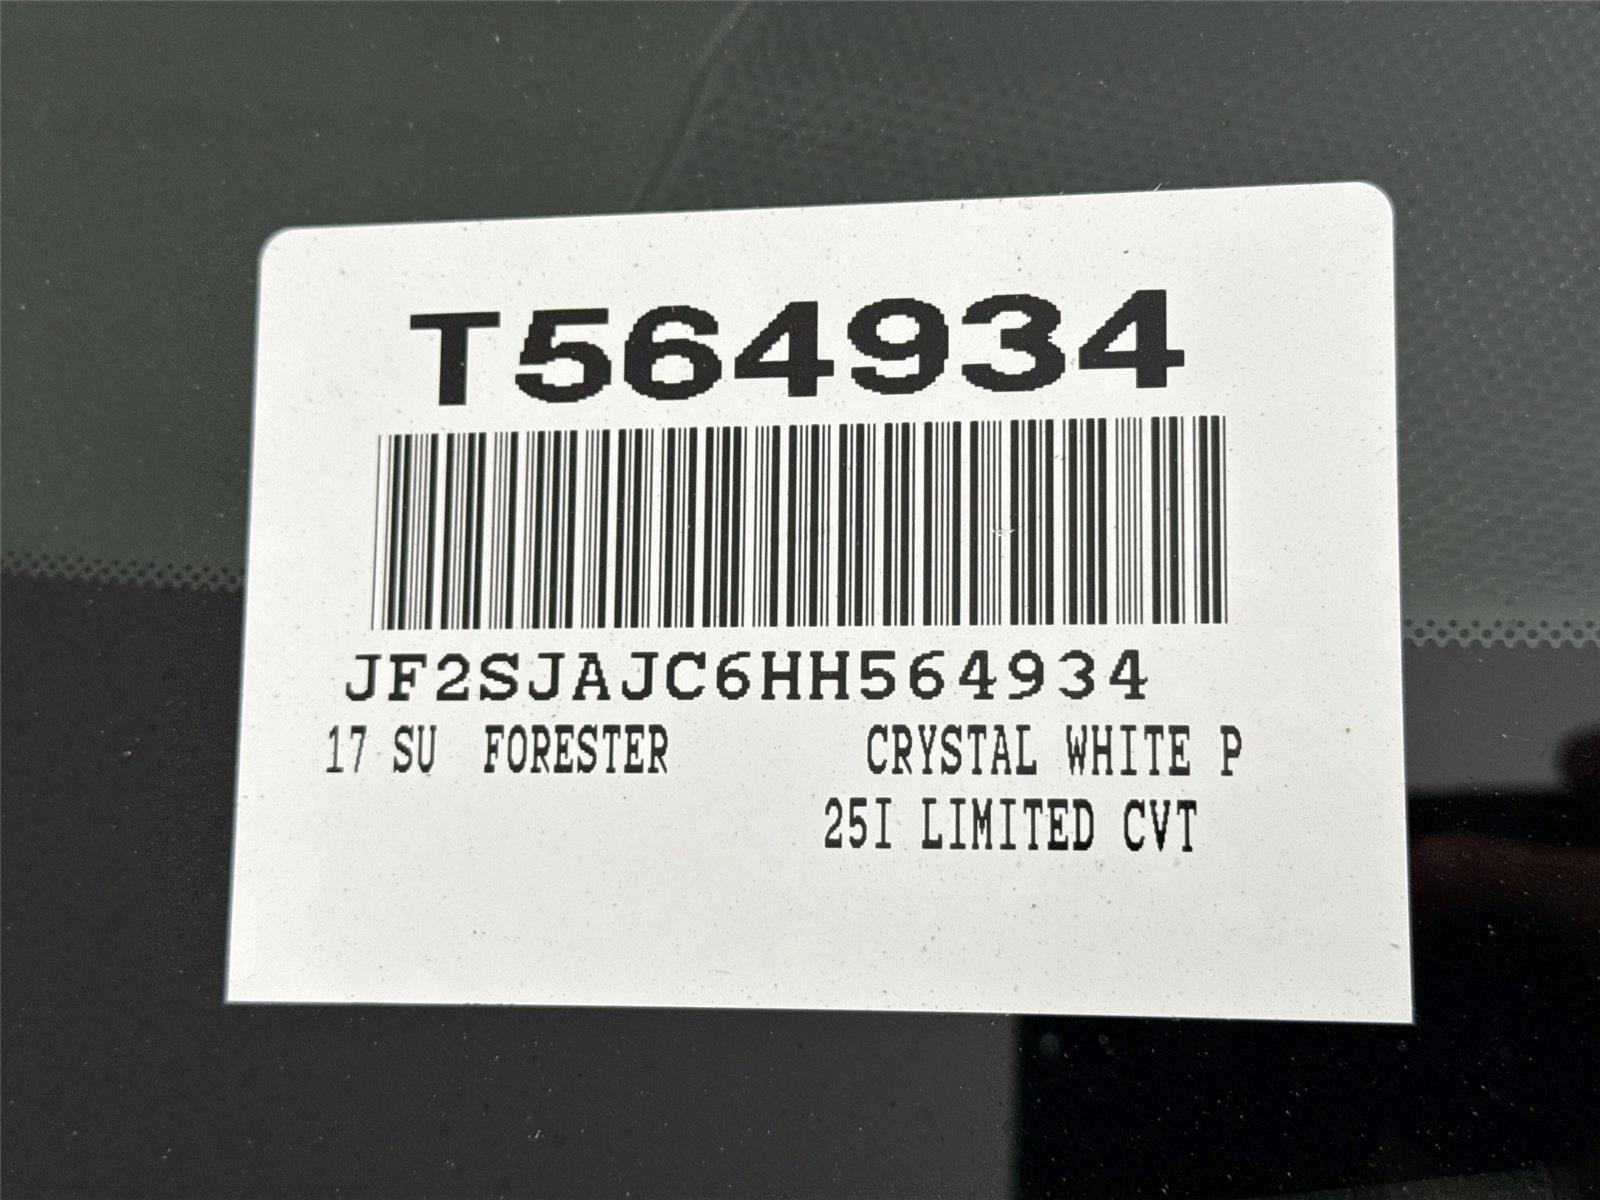 T564934
JF2SJAJC6HH564934
17 SU FORESTER CRYSTAL WHITE P
25I LIMITED CVT